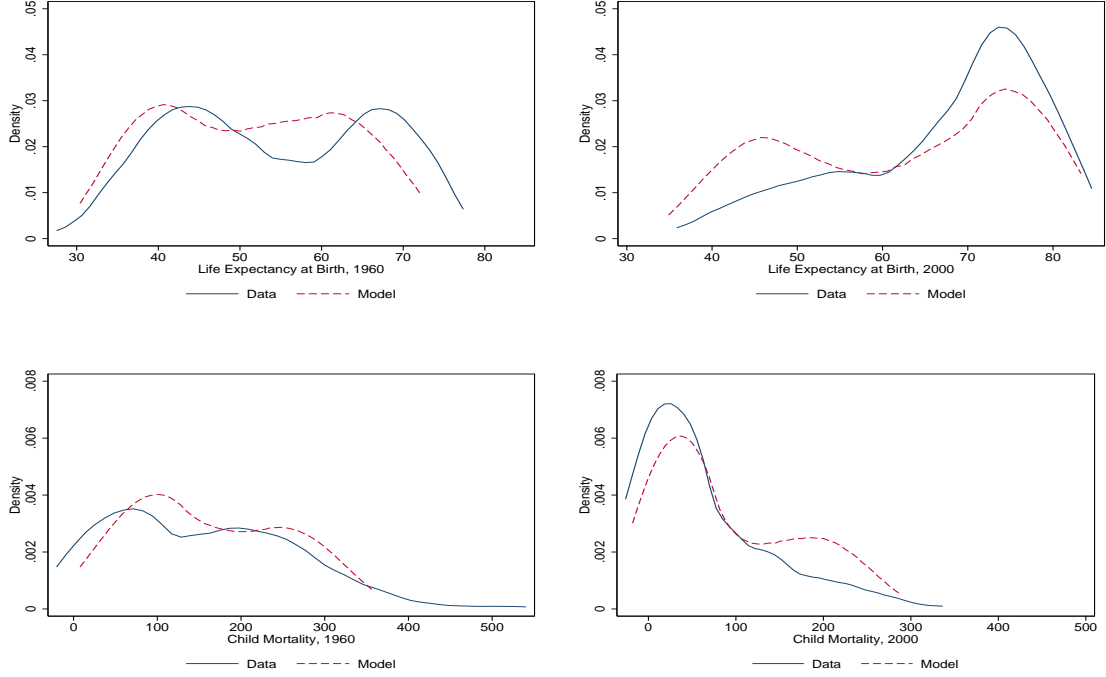 .05
.04
.03
.02
.01
0
Density
30 40 50 60 70 80
Life Expectancy at Birth, 1960
Data Model
.05
.04
.03
.02
.01
0
Density
30 40 50 60 70 80
Life Expectancy at Birth, 2000
Data Model
.008
.006
.004
.002
0
Density
0 100 200 300 400 500
Child Mortality, 1960
Data Model
.008
.006
.004
.002
0
Density
0 100 200 300 400 500
Child Mortality, 2000
Data Model